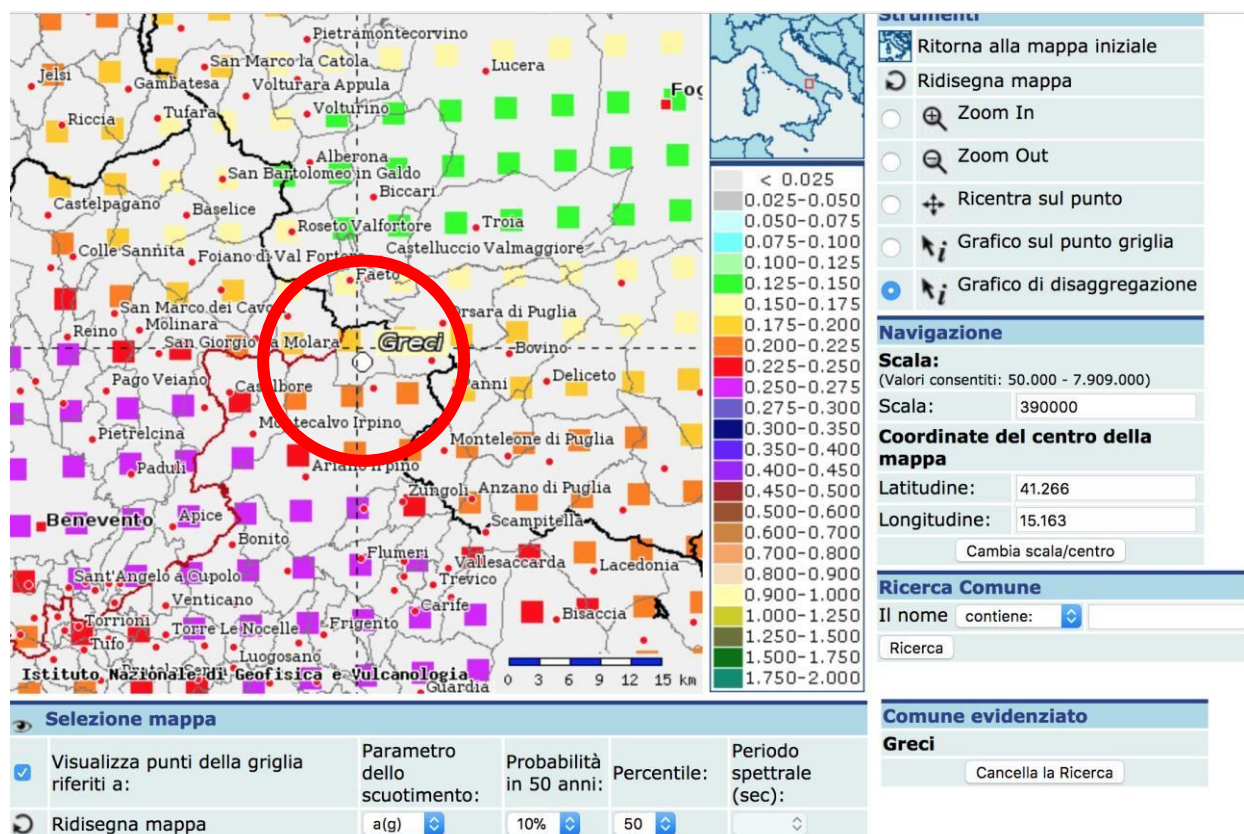 Pietramontecorvino
San Marco la Catola
Lucera
Jelsi
Gambatesa
Volturara Appula
Fog
Volturino
Tufara
Riccia
Alberona
San Bartolomeo in Galdo
Biccari
Castelpagano
Baselice
Roseto Valfortore
Troia
Colle Sannita
Foiano di Val Fortore
Castelluccio Valmaggiore
Faeto
San Marco dei Cavoti
Orsara di Puglia
Reino
Molinara
San Giorgio la Molara
Greci
Bovino
Pago Veiano
Castelbore
Panni
Deliceto
Montecalvo Irpino
Pietrelcina
Monteleone di Puglia
Paduli
Ariano Irpino
Zungoli
Anzano di Puglia
Benevento
Apice
Scampitella
Bonito
Flumeri
Vallesaccarda
Lacedonia
Sant'Angelo a Cupolo
Trevico
Venticano
Carife
Torrioni
Bisaccia
Torre Le Nocelle
Frigento
Tufo
Luogosano
Istituto Nazionale di Geofisica e Vulcanologia
Guardia
0 3 6 9 12 15 km
< 0.025
0.025-0.050
0.050-0.075
0.075-0.100
0.100-0.125
0.125-0.150
0.150-0.175
0.175-0.200
0.200-0.225
0.225-0.250
0.250-0.275
0.275-0.300
0.300-0.350
0.350-0.400
0.400-0.450
0.450-0.500
0.500-0.600
0.600-0.700
0.700-0.800
0.800-0.900
0.900-1.000
1.000-1.250
1.250-1.500
1.500-1.750
1.750-2.000
Strumenti
Ritorna alla mappa iniziale
Ridisegna mappa
Zoom In
Zoom Out
Ricentra sul punto
Grafico sul punto griglia
Grafico di disaggregazione
Navigazione
Scala:
(Valori consentiti: 50.000 - 7.909.000)
Scala: 390000
Coordinate del centro della
mappa
Latitudine: 41.266
Longitudine: 15.163
Cambia scala/centro
Ricerca Comune
Il nome contiene:
Ricerca
Comune evidenziato
Greci
Cancella la Ricerca
Selezione mappa
Visualizza punti della griglia
riferiti a:
Parametro
dello
scuotimento:
Probabilità
in 50 anni:
Percentile:
Periodo
spettrale
(sec):
Ridisegna mappa
a(g)
10%
50